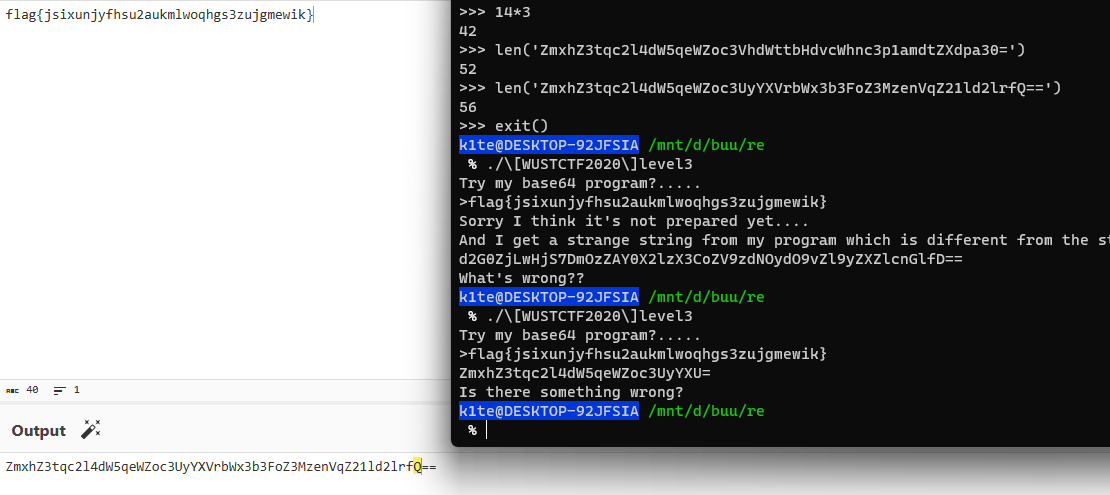 flag{jsixunjyfhsu2aukmlwoqhgs3zujgmewik}
ABC 40 1
Output
ZmxhZ3tqc2l4dW5qeWZoc3UyYXVrbWx3b3FoZ3MzenVqZ21ld2lrfQ==
>>> 14*3
42
>>> len('ZmxhZ3tqc2l4dW5qeWZoc3VhdWttbHdvcWhnc3p1amdtZXdpa30=')
52
>>> len('ZmxhZ3tqc2l4dW5qeWZoc3UyYXVrbWx3b3FoZ3MzenVqZ21ld2lrfQ==')
56
>>> exit()
k1te@DESKTOP-92JFSIA /mnt/d/buu/re
% ./\[WUSTCTF2020\]level3
Try my base64 program?.....
>flag{jsixunjyfhsu2aukmlwoqhgs3zujgmewik}
Sorry I think it's not prepared yet....
And I get a strange string from my program which is different from the st
d2G0ZjLwHjS7DmOzZAY0X2lzX3CoZV9zdNOydO9vZl9yZXZlcnGlfD==
What's wrong??
k1te@DESKTOP-92JFSIA /mnt/d/buu/re
% ./\[WUSTCTF2020\]level3
Try my base64 program?.....
>flag{jsixunjyfhsu2aukmlwoqhgs3zujgmewik}
ZmxhZ3tqc2l4dW5qeWZoc3UyYXU=
Is there something wrong?
k1te@DESKTOP-92JFSIA /mnt/d/buu/re
%